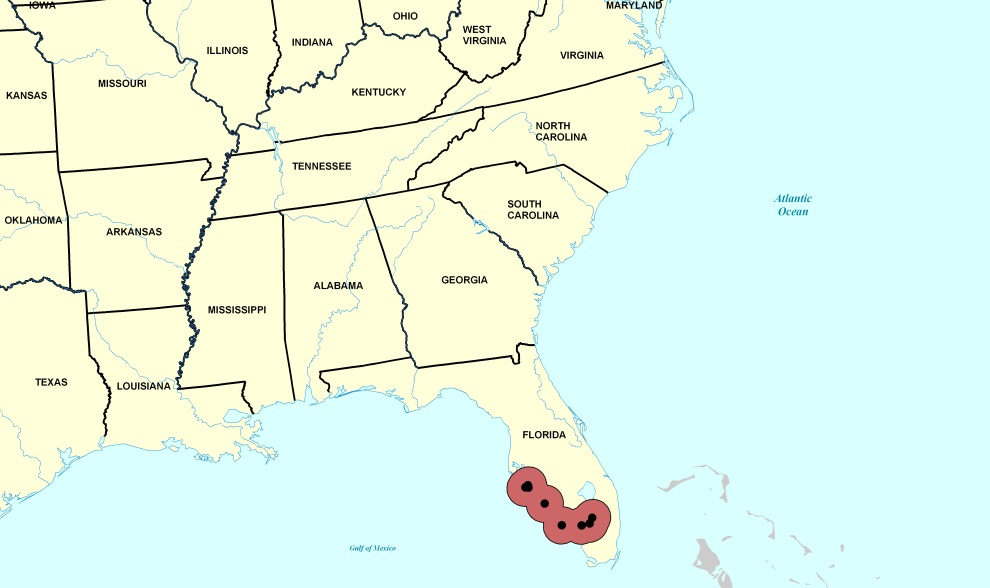 IOWA
OHIO
MARYLAND
WEST
VIRGINIA
ILLINOIS
INDIANA
VIRGINIA
MISSOURI
KANSAS
KENTUCKY
NORTH
CAROLINA
TENNESSEE
SOUTH
CAROLINA
Atlantic
Ocean
OKLAHOMA
ARKANSAS
GEORGIA
ALABAMA
MISSISSIPPI
TEXAS
LOUISIANA
FLORIDA
Gulf of Mexico